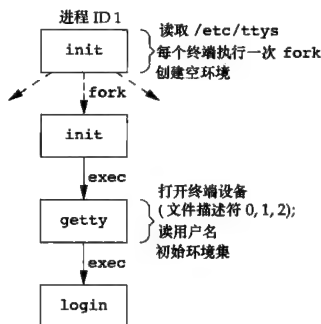 进程 ID 1
init
读取 /etc/ttys
每个终端执行一次 fork
创建空环境
fork
init
exec
getty
打开终端设备
(文件描述符 0, 1, 2);
读用户名
初始环境集
exec
login